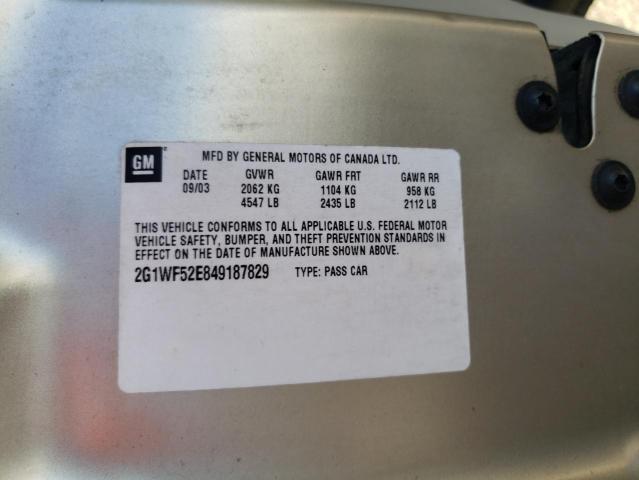 GM
MFD BY GENERAL MOTORS OF CANADA LTD.
DATE GVWR GAWR FRT GAWR RR
09/03 2062 KG 1104 KG 958 KG
4547 LB 2435 LB 2112 LB
THIS VEHICLE CONFORMS TO ALL APPLICABLE U.S. FEDERAL MOTOR
VEHICLE SAFETY, BUMPER, AND THEFT PREVENTION STANDARDS IN
EFFECT ON THE DATE OF MANUFACTURE SHOWN ABOVE.
2G1WF52E849187829 TYPE: PASS CAR